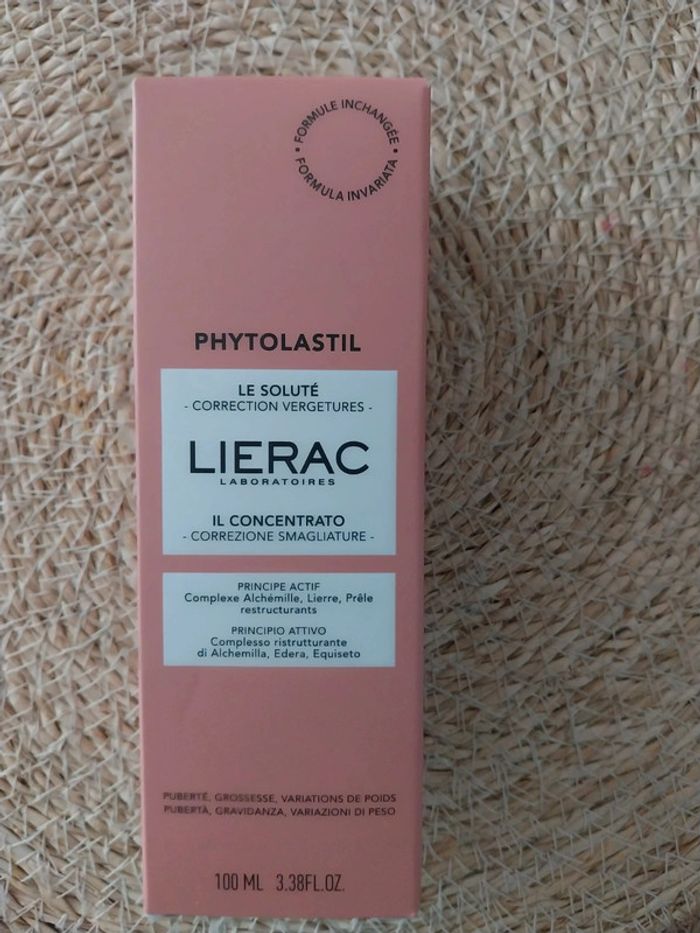 • FORMULE INCHANGÉE •
FORMULA INVARIATA
PHYTOLASTIL
LE SOLUTÉ
- CORRECTION VERGETURES -
LIERAC
LABORATOIRES
IL CONCENTRATO
- CORREZIONE SMAGLIATURE -
PRINCIPE ACTIF
Complexe Alchémille, Lierre, Prêle
restructurants
PRINCIPIO ATTIVO
Complesso ristrutturante
di Alchemilla, Edera, Equiseto
PUBERTÉ, GROSSESSE, VARIATIONS DE POIDS
PUBERTÀ, GRAVIDANZA, VARIAZIONI DI PESO
100 ML 3.38FL.OZ.